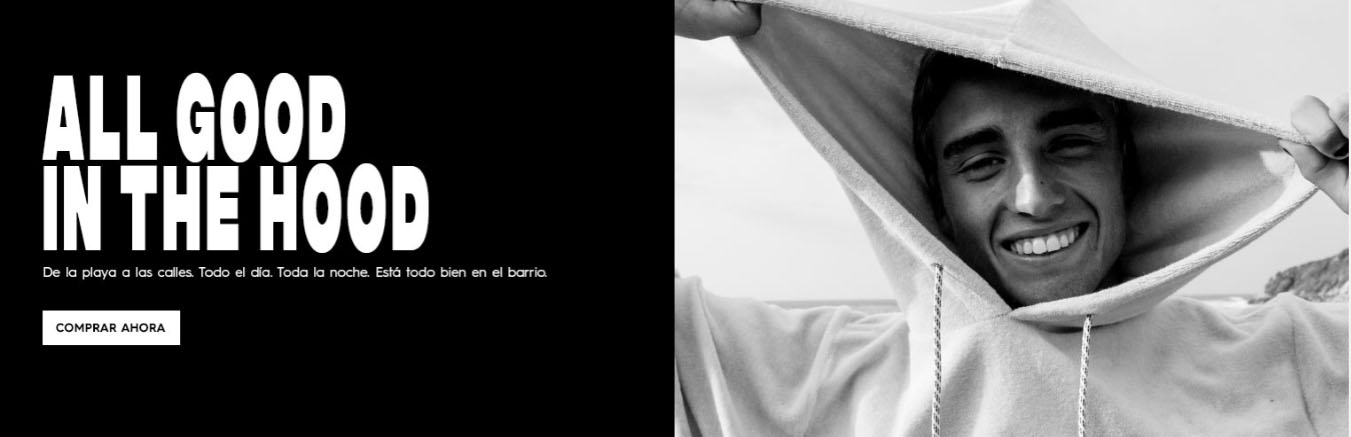 ALL GOOD
IN THE HOOD
De la playa a las calles. Todo el día. Toda la noche. Está todo bien en el barrio.
COMPRAR AHORA